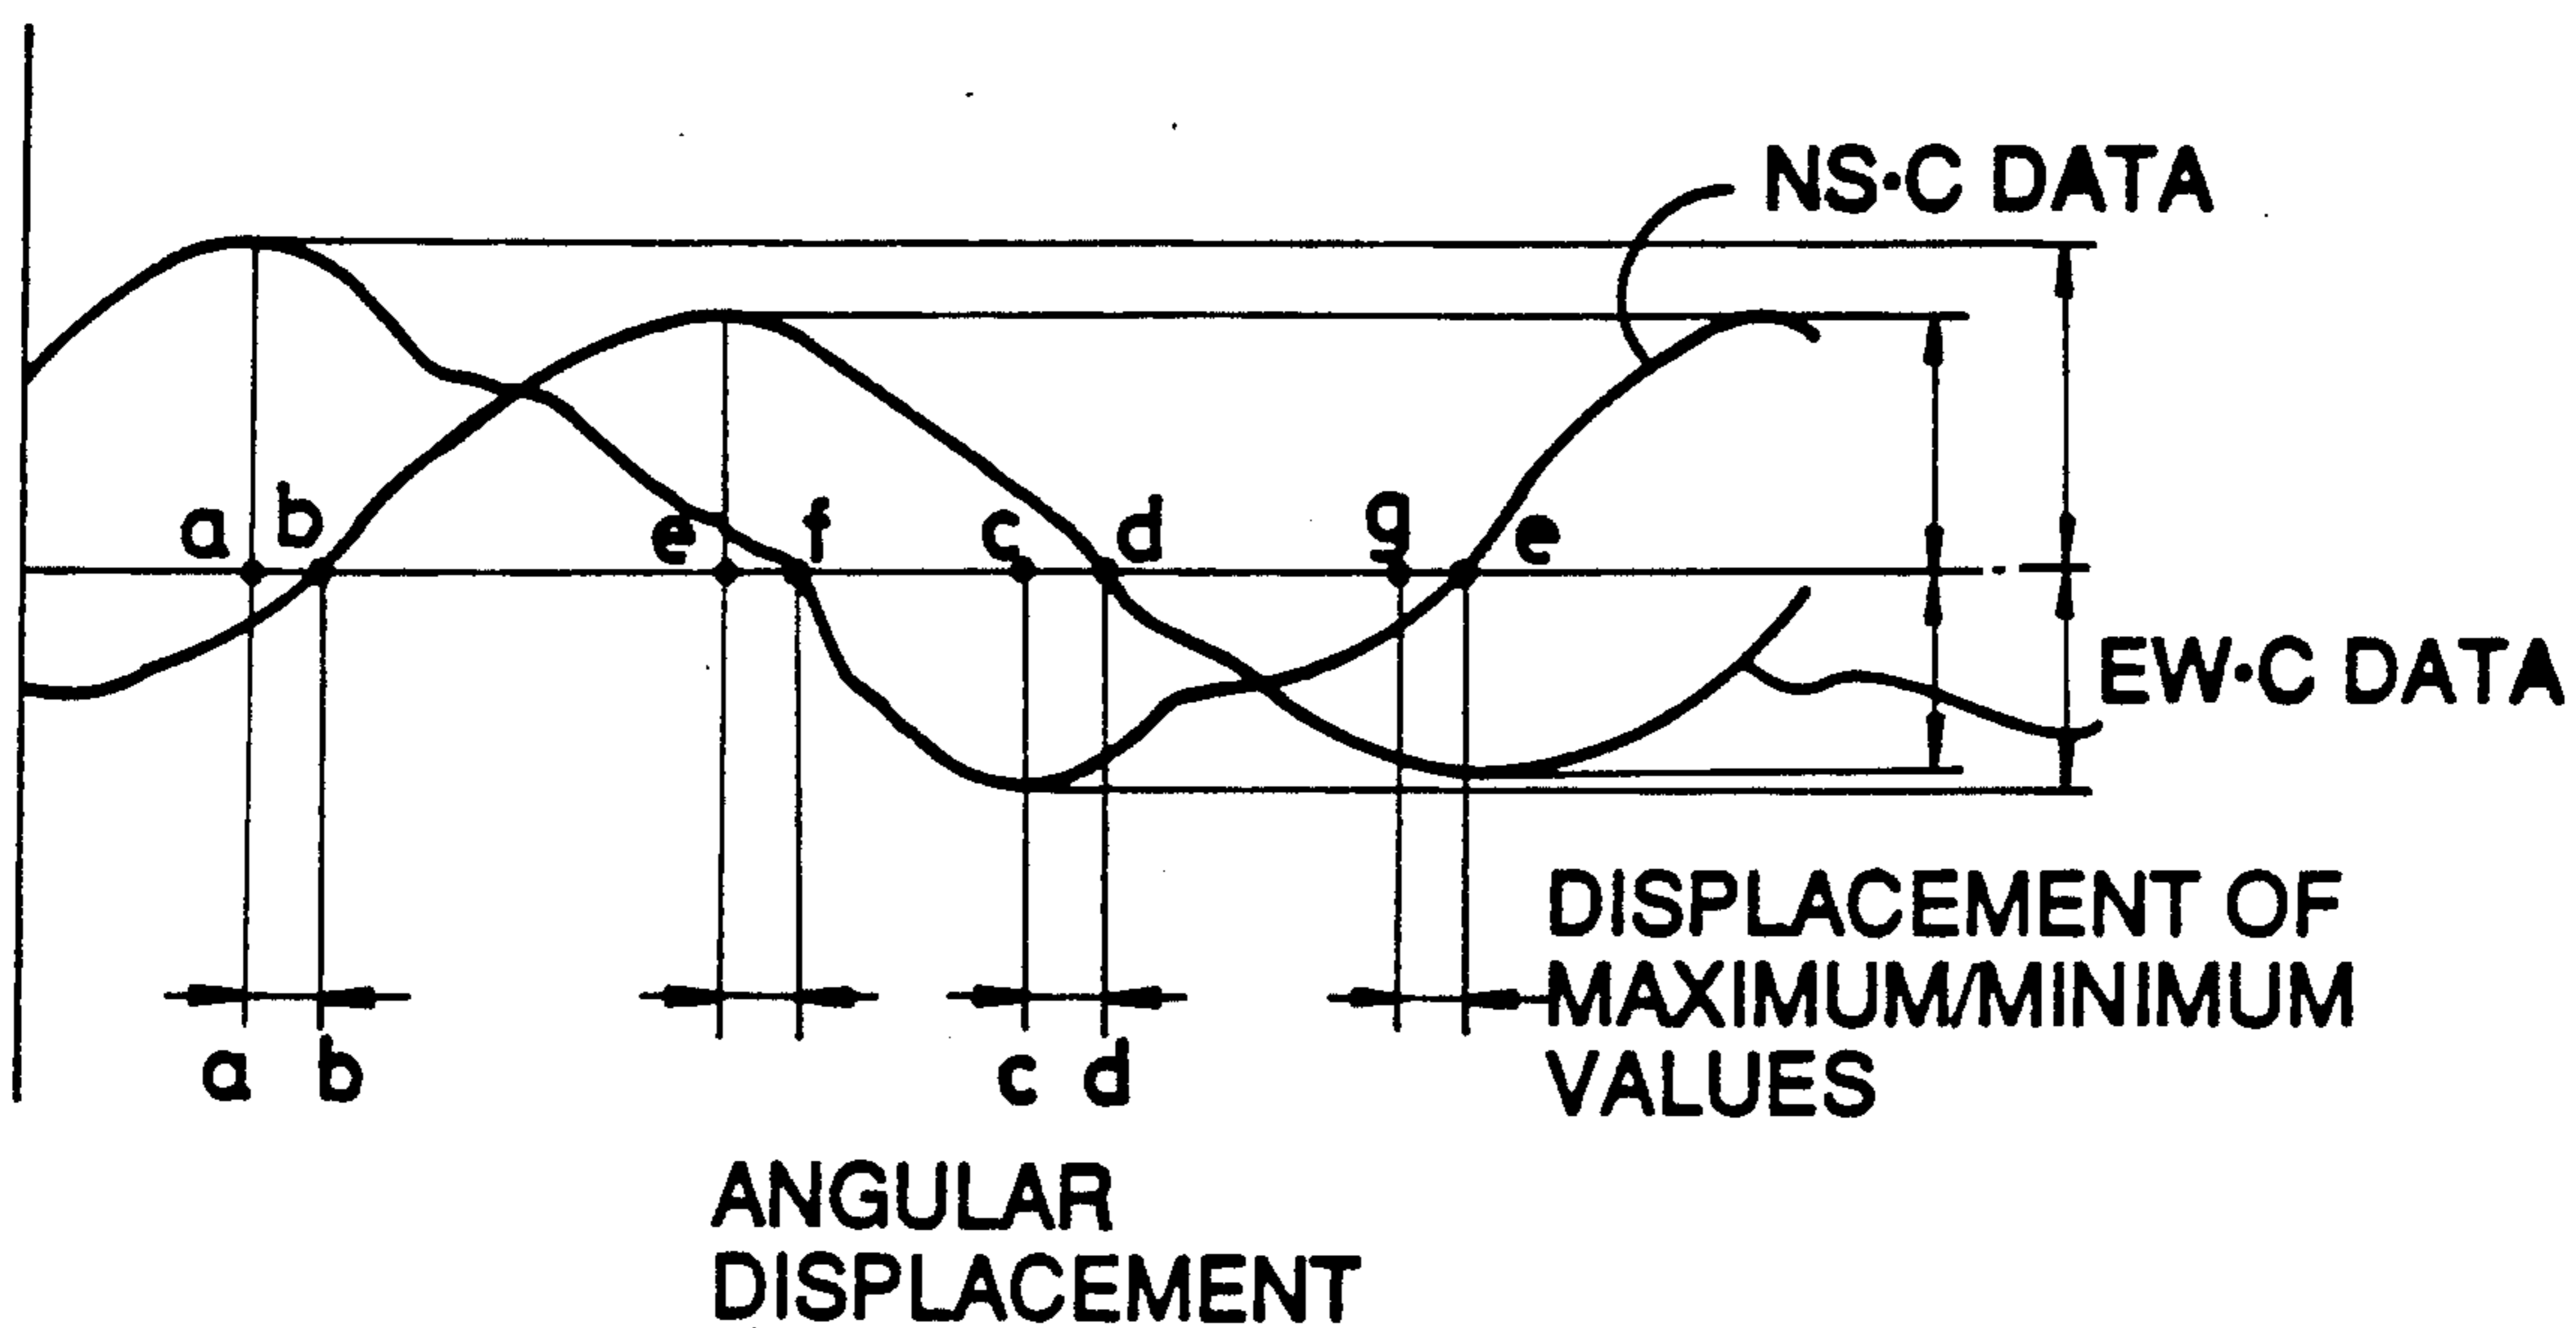 NS·C DATA
a b e f c d g e
EW·C DATA
DISPLACEMENT OF
MAXIMUM/MINIMUM
VALUES
a b c d
ANGULAR
DISPLACEMENT